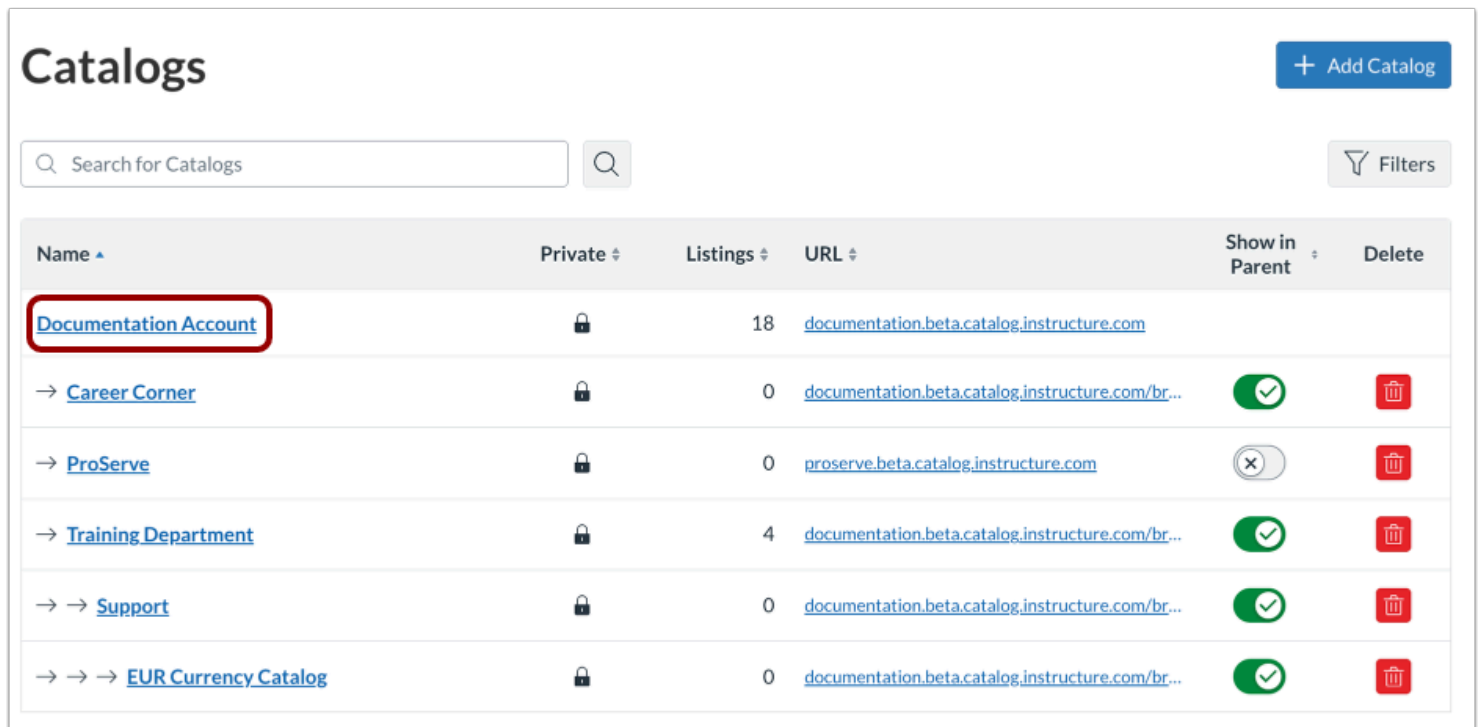 Catalogs
+ Add Catalog
Search for Catalogs
Filters
Name Private Listings URL Show in Parent Delete
Documentation Account 18 documentation.beta.catalog.instructure.com
→ Career Corner 0 documentation.beta.catalog.instructure.com/br...
→ ProServe 0 proserve.beta.catalog.instructure.com
→ Training Department 4 documentation.beta.catalog.instructure.com/br...
→ → Support 0 documentation.beta.catalog.instructure.com/br...
→ → → EUR Currency Catalog 0 documentation.beta.catalog.instructure.com/br...